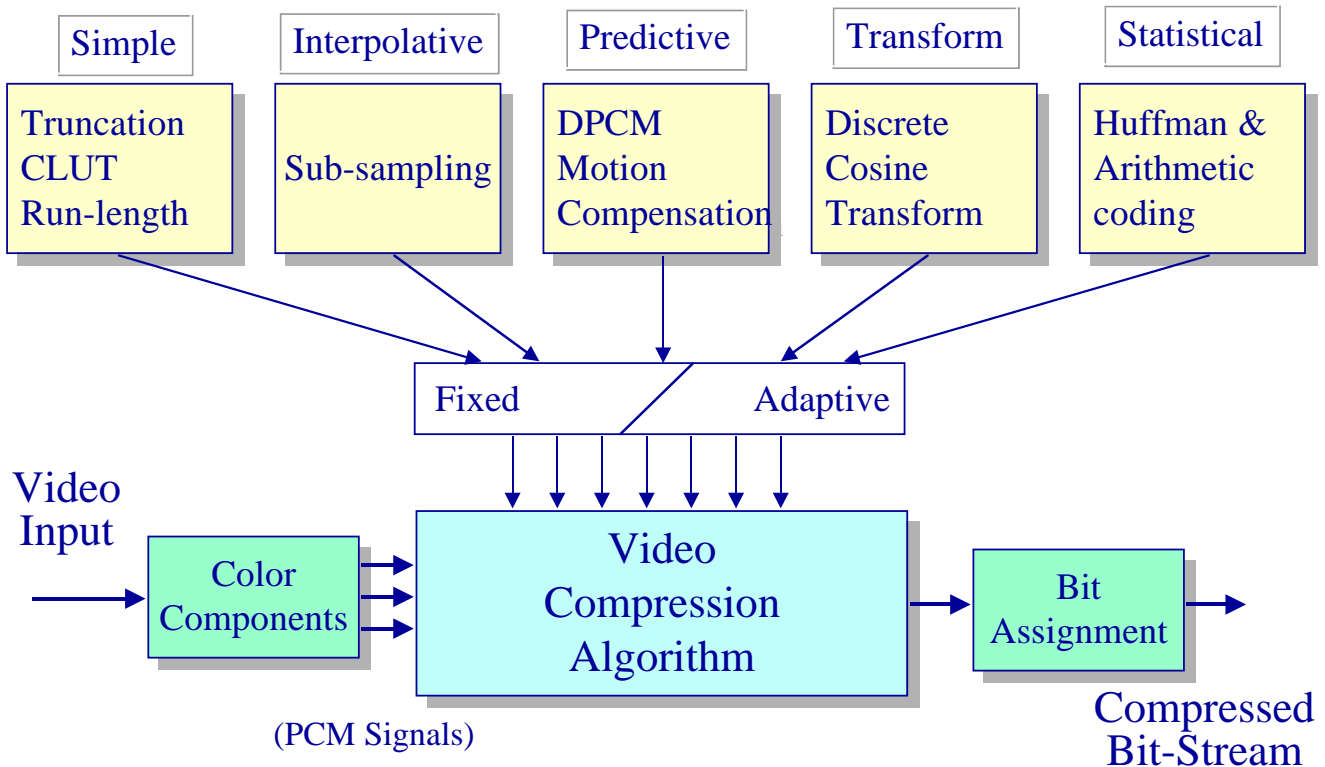 Simple
Interpolative
Predictive
Transform
Statistical
Truncation
CLUT
Run-length
Sub-sampling
DPCM
Motion
Compensation
Discrete
Cosine
Transform
Huffman &
Arithmetic
coding
Fixed
Adaptive
Video
Input
Color
Components
Video
Compression
Algorithm
Bit
Assignment
(PCM Signals)
Compressed
Bit-Stream